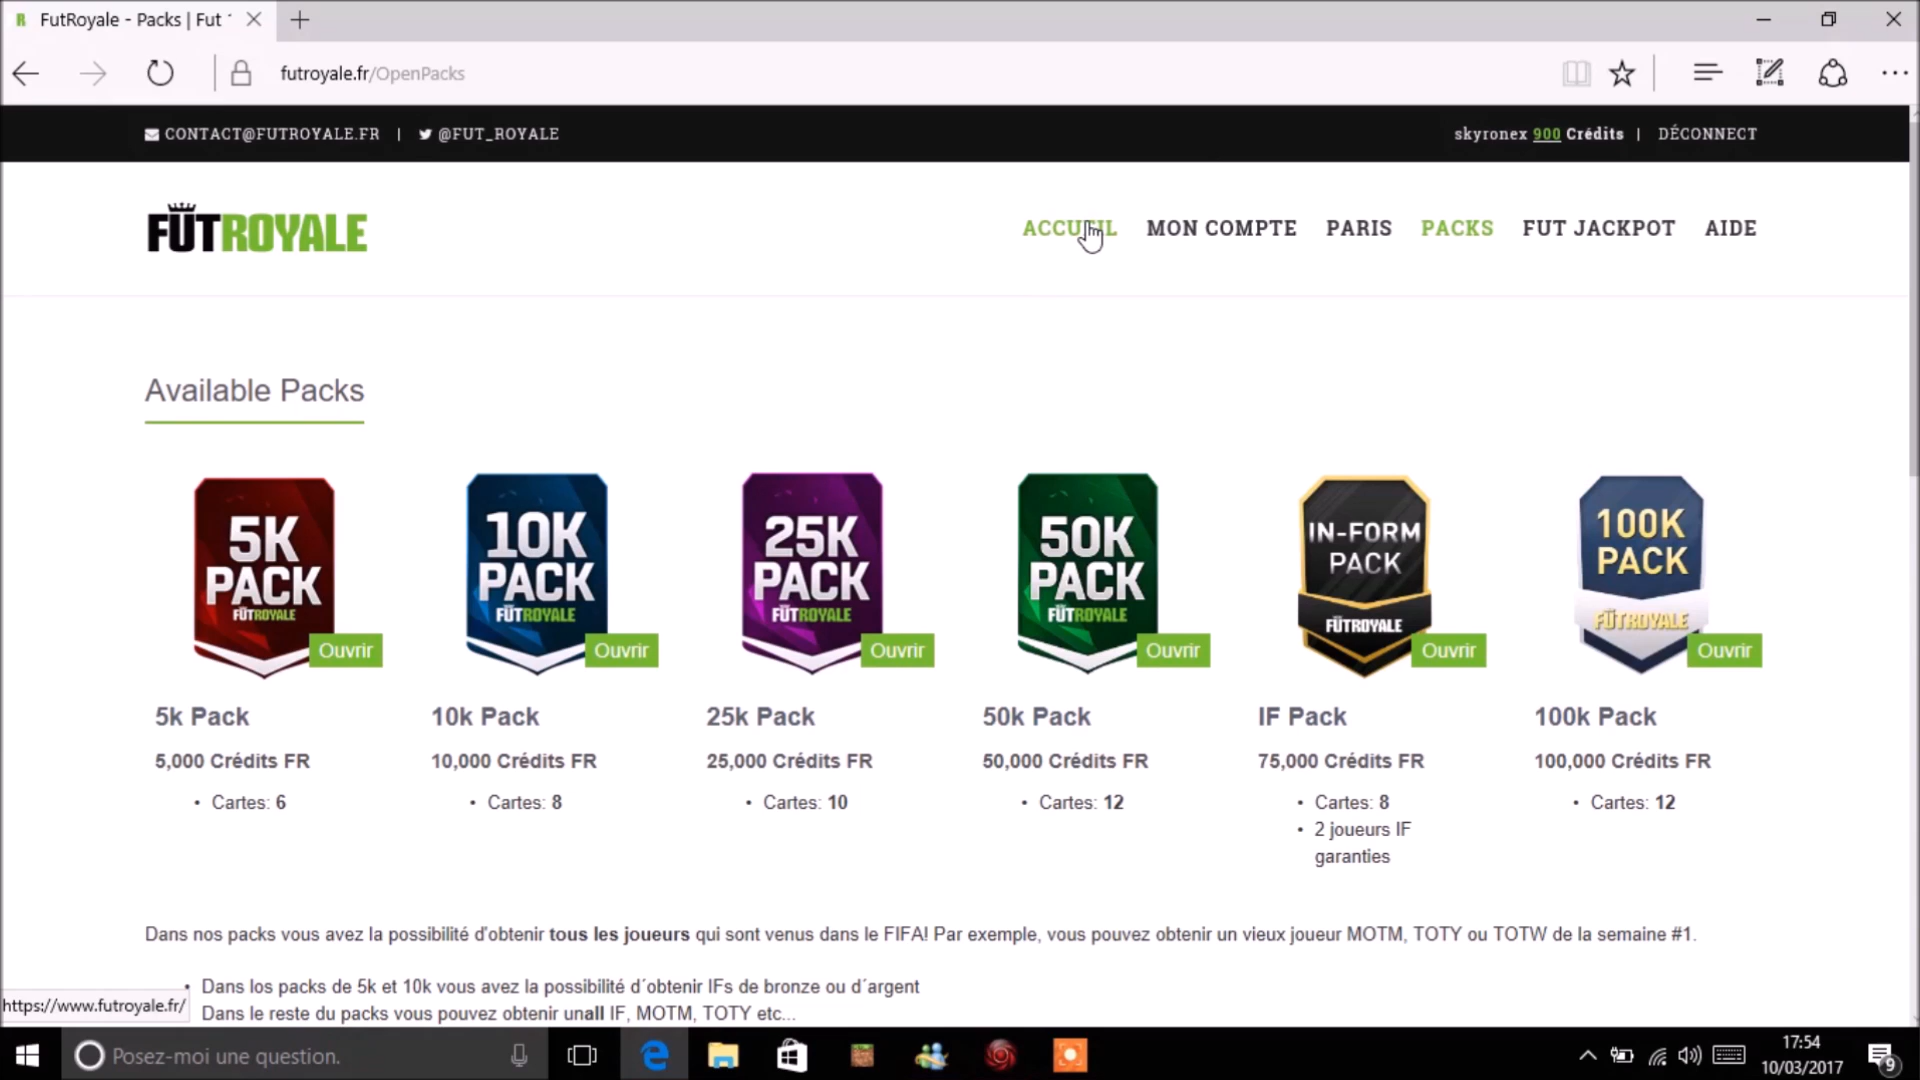 FutRoyale - Packs | Fut
futroyale.fr/OpenPacks
CONTACT@FUTROYALE.FR | @FUT_ROYALE
skyronex 900 Crédits | DÉCONNECT
FÜTROYALE
ACCUEIL MON COMPTE PARIS PACKS FUT JACKPOT AIDE
Available Packs
5K PACK FÜTROYALE Ouvrir
10K PACK FÜTROYALE Ouvrir
25K PACK FÜTROYALE Ouvrir
50K PACK FÜTROYALE Ouvrir
IN-FORM PACK FÜTROYALE Ouvrir
100K PACK FÜTROYALE Ouvrir
5k Pack 10k Pack 25k Pack 50k Pack IF Pack 100k Pack
5,000 Crédits FR 10,000 Crédits FR 25,000 Crédits FR 50,000 Crédits FR 75,000 Crédits FR 100,000 Crédits FR
• Cartes: 6 • Cartes: 8 • Cartes: 10 • Cartes: 12 • Cartes: 8 • Cartes: 12
• 2 joueurs IF
garanties
Dans nos packs vous avez la possibilité d'obtenir tous les joueurs qui sont venus dans le FIFA! Par exemple, vous pouvez obtenir un vieux joueur MOTM, TOTY ou TOTW de la semaine #1.
• Dans los packs de 5k et 10k vous avez la possibilité d´obtenir IFs de bronze ou d´argent
Dans le reste du packs vous pouvez obtenir unall IF, MOTM, TOTY etc...
https://www.futroyale.fr/
Posez-moi une question.
17:54
10/03/2017
9